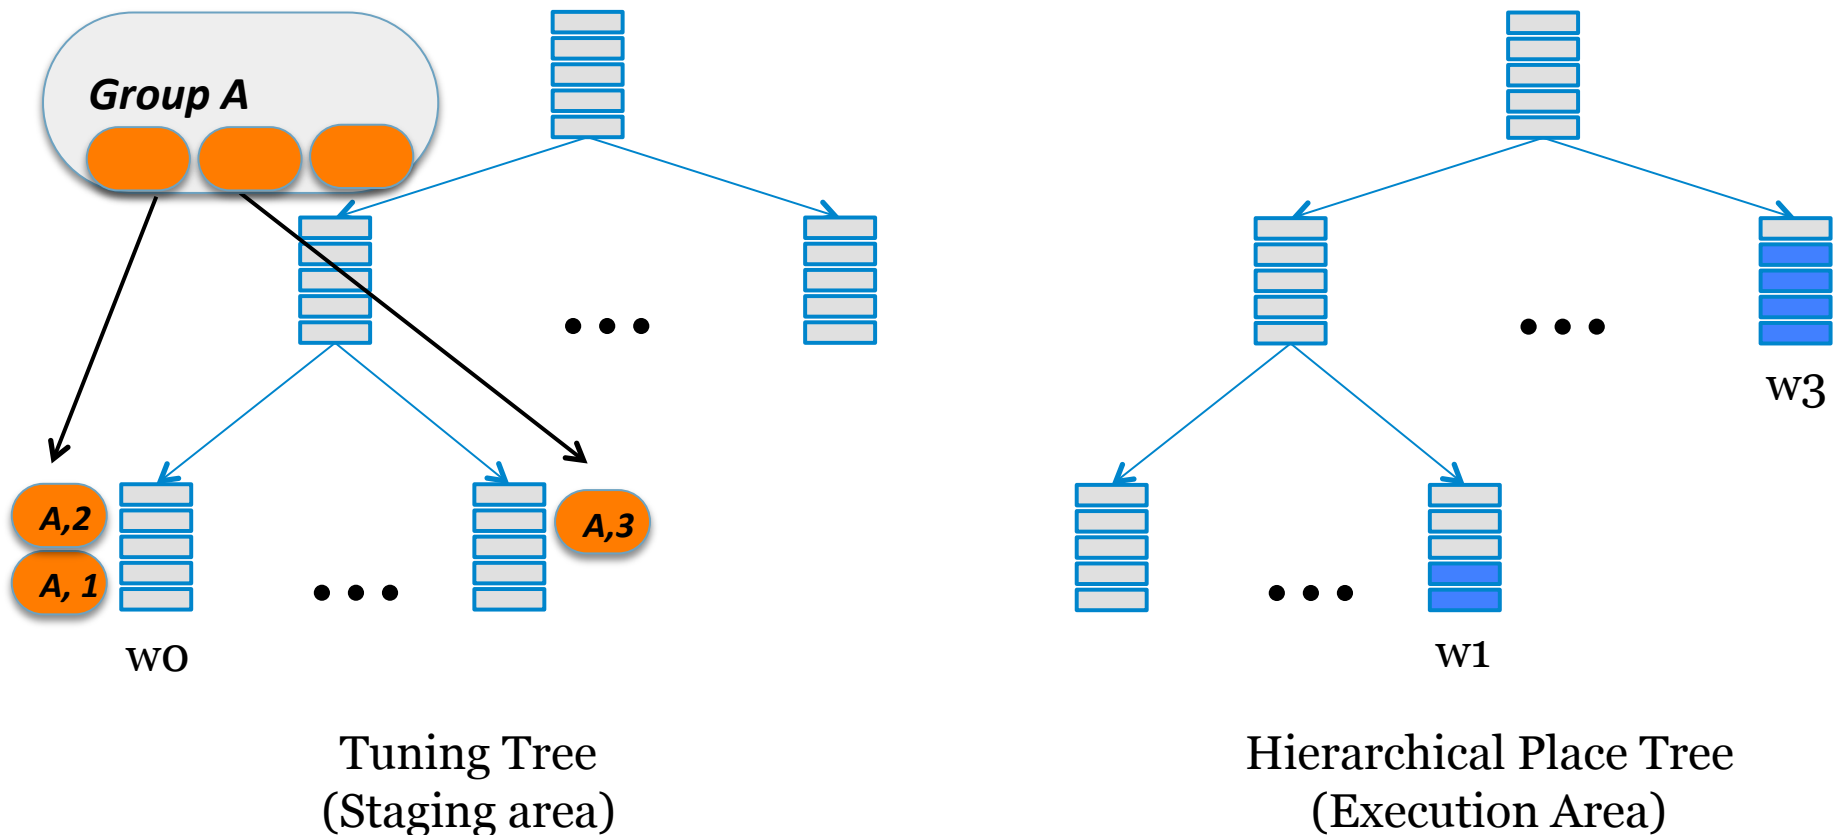 Group A
w3
A,2
A,3
A, 1
w0
w1
Tuning Tree
(Staging area)
Hierarchical Place Tree
(Execution Area)